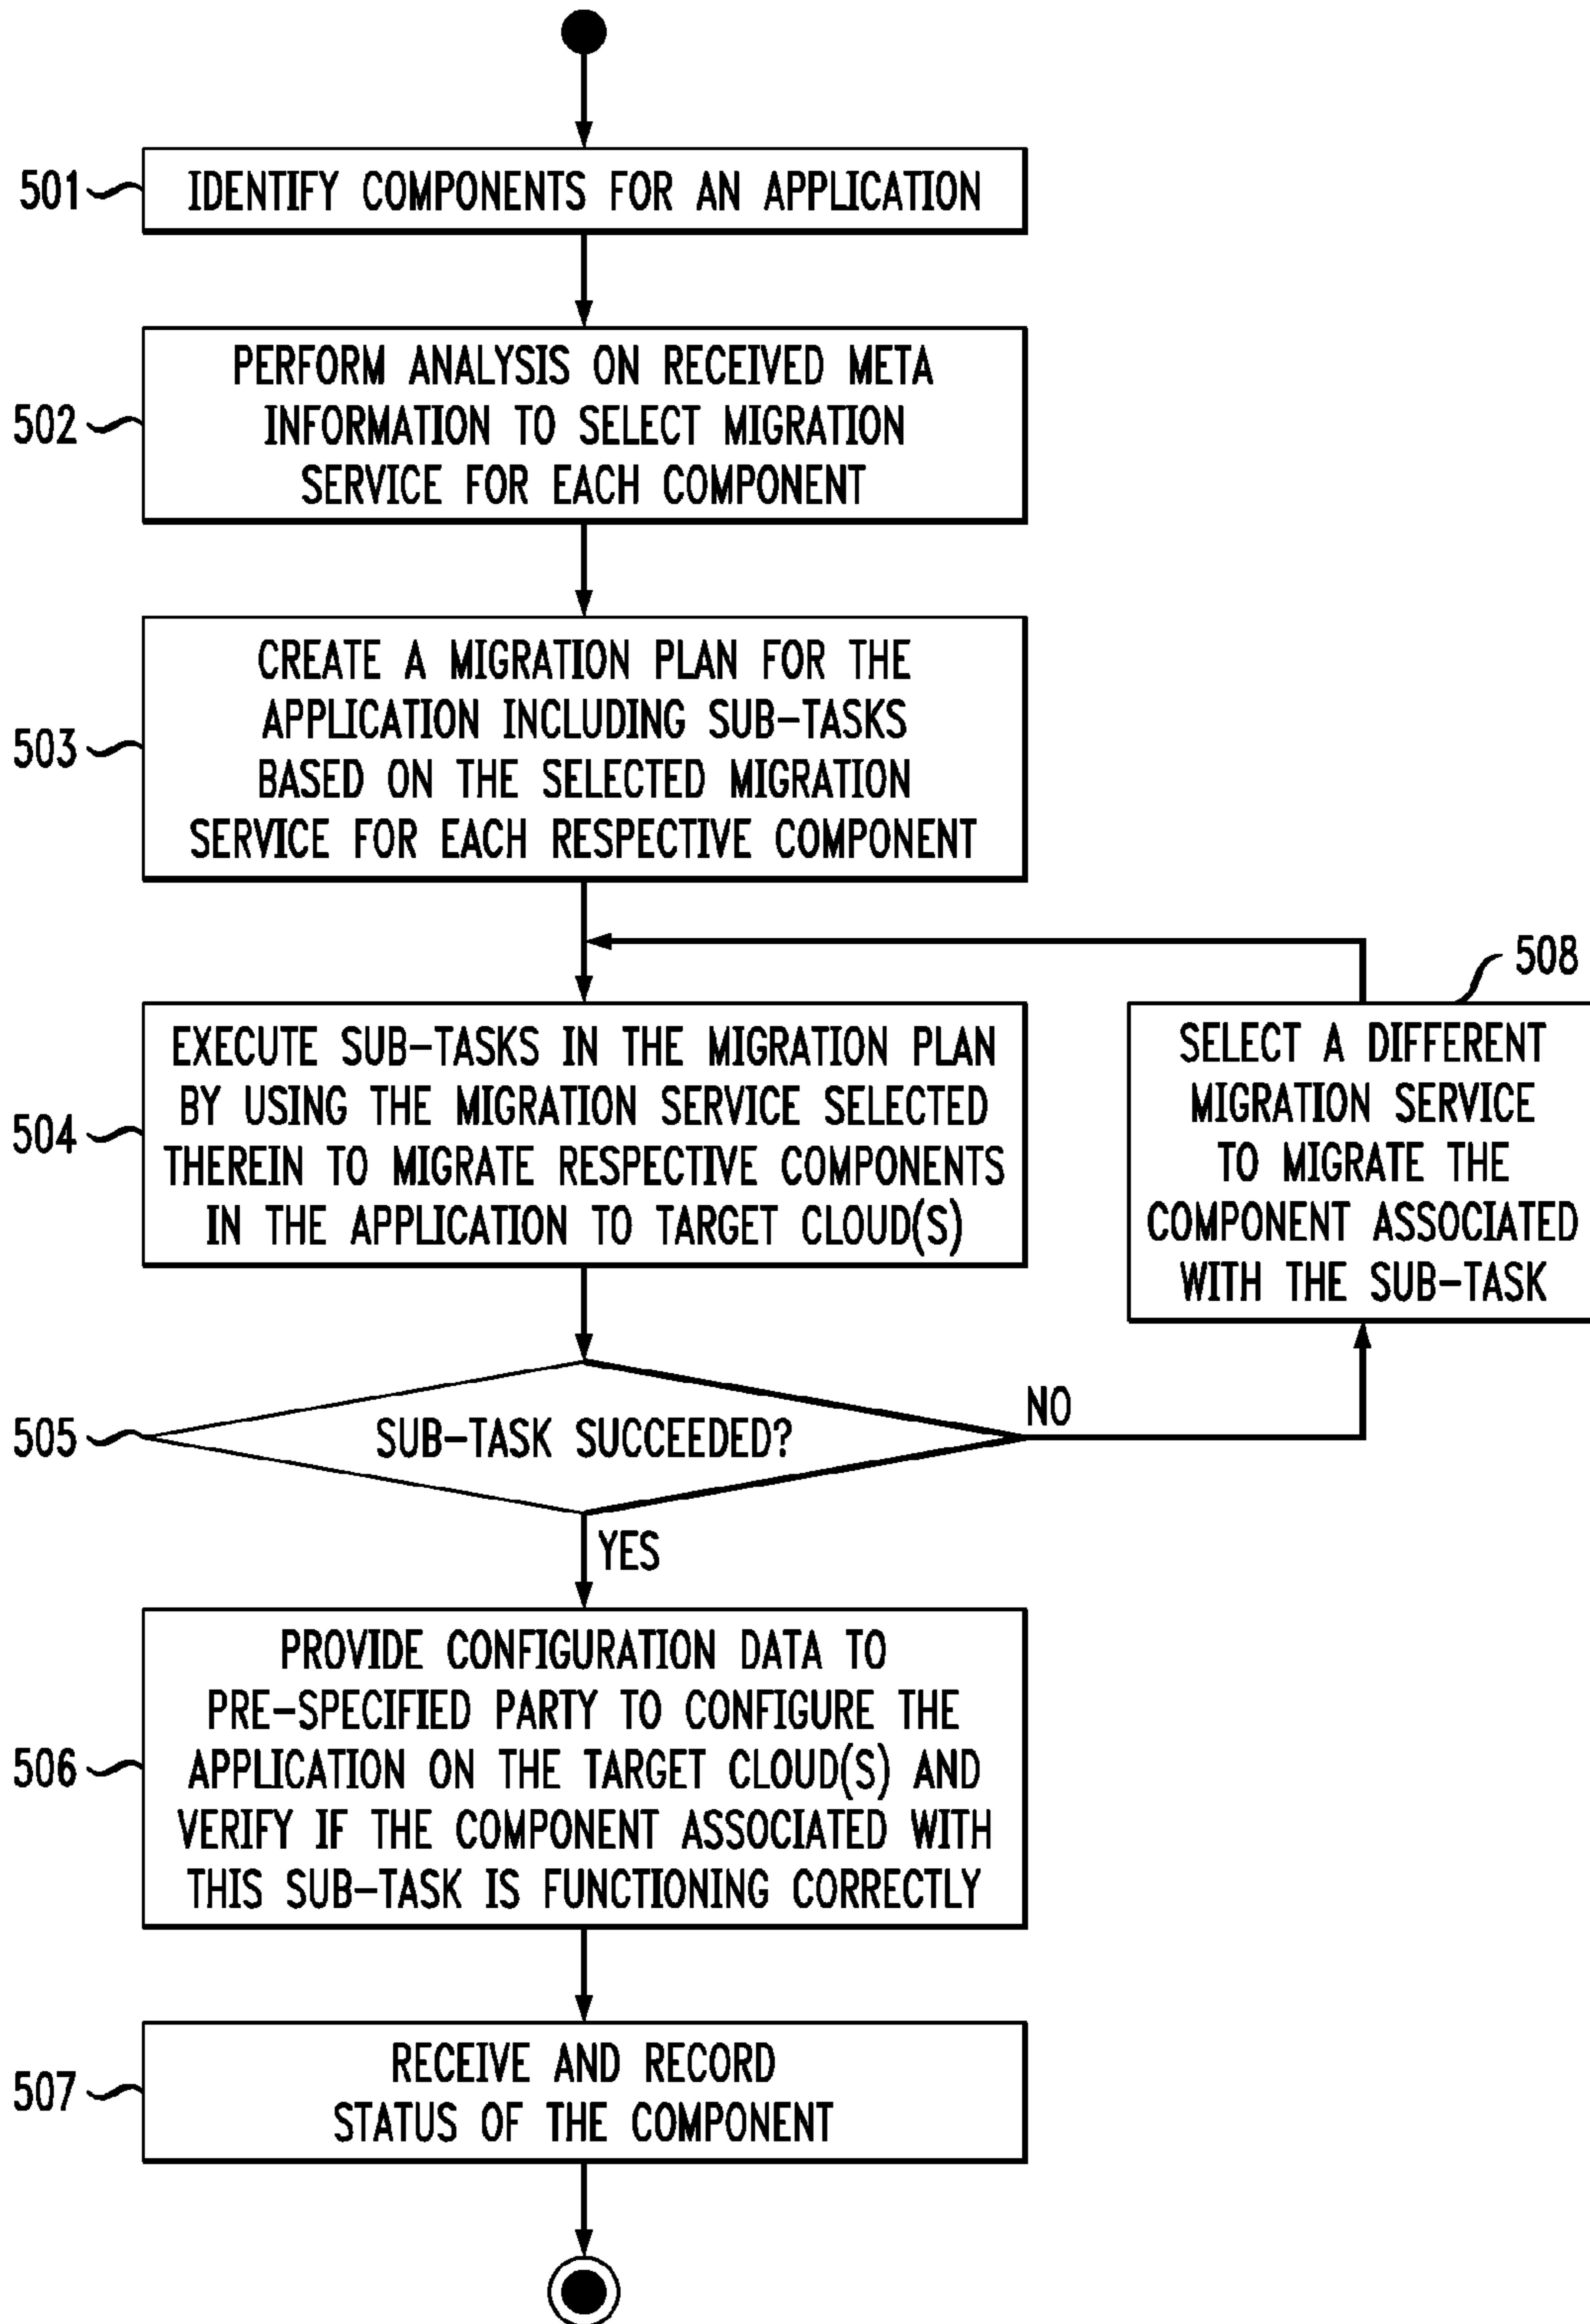 501
IDENTIFY COMPONENTS FOR AN APPLICATION
502
PERFORM ANALYSIS ON RECEIVED META
INFORMATION TO SELECT MIGRATION
SERVICE FOR EACH COMPONENT
503
CREATE A MIGRATION PLAN FOR THE
APPLICATION INCLUDING SUB-TASKS
BASED ON THE SELECTED MIGRATION
SERVICE FOR EACH RESPECTIVE COMPONENT
504
EXECUTE SUB-TASKS IN THE MIGRATION PLAN
BY USING THE MIGRATION SERVICE SELECTED
THEREIN TO MIGRATE RESPECTIVE COMPONENTS
IN THE APPLICATION TO TARGET CLOUD(S)
508
SELECT A DIFFERENT
MIGRATION SERVICE
TO MIGRATE THE
COMPONENT ASSOCIATED
WITH THE SUB-TASK
505
SUB-TASK SUCCEEDED?
NO
YES
506
PROVIDE CONFIGURATION DATA TO
PRE-SPECIFIED PARTY TO CONFIGURE THE
APPLICATION ON THE TARGET CLOUD(S) AND
VERIFY IF THE COMPONENT ASSOCIATED WITH
THIS SUB-TASK IS FUNCTIONING CORRECTLY
507
RECEIVE AND RECORD
STATUS OF THE COMPONENT